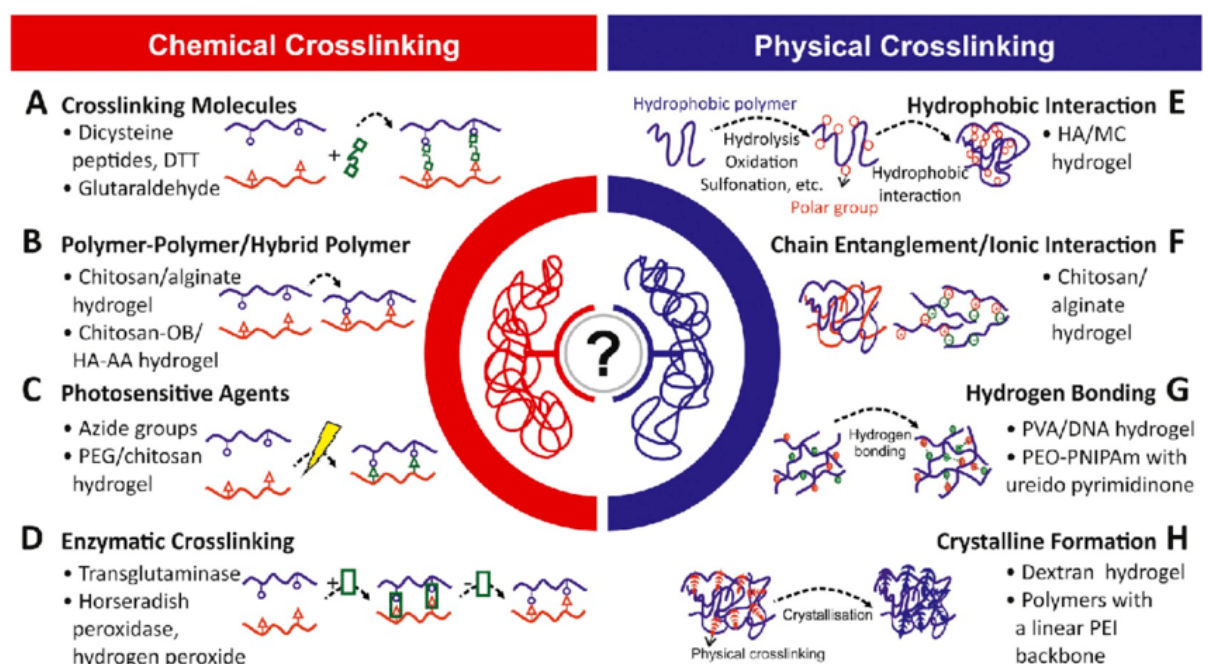 Chemical Crosslinking
Physical Crosslinking
A Crosslinking Molecules
• Dicysteine
peptides, DTT
• Glutaraldehyde
+
B Polymer-Polymer/Hybrid Polymer
• Chitosan/alginate
hydrogel
• Chitosan-OB/
HA-AA hydrogel
C Photosensitive Agents
• Azide groups
• PEG/chitosan
hydrogel
D Enzymatic Crosslinking
• Transglutaminase
• Horseradish
peroxidase,
hydrogen peroxide
+
-
?
Hydrophobic Interaction E
Hydrophobic polymer
Hydrolysis
Oxidation
Sulfonation, etc.
Polar group
Hydrophobic
interaction
• HA/MC
hydrogel
Chain Entanglement/Ionic Interaction F
• Chitosan/
alginate
hydrogel
Hydrogen Bonding G
Hydrogen
bonding
• PVA/DNA hydrogel
• PEO-PNIPAm with
ureido pyrimidinone
Crystalline Formation H
Crystallisation
Physical crosslinking
• Dextran hydrogel
• Polymers with
a linear PEI
backbone